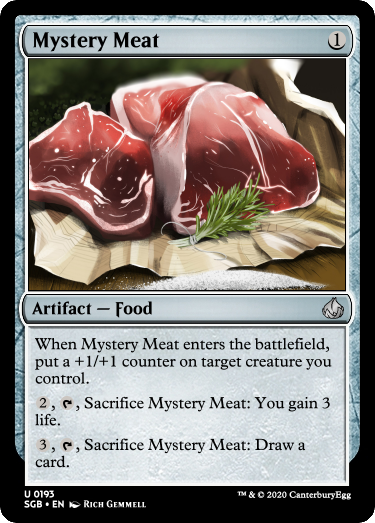 Mystery Meat 1
Artifact — Food
When Mystery Meat enters the battlefield,
put a +1/+1 counter on target creature you
control.
2, , Sacrifice Mystery Meat: You gain 3
life.
3, , Sacrifice Mystery Meat: Draw a
card.
U 0193
SGB • EN Rich Gemmell
™ & © 2020 CanterburyEgg